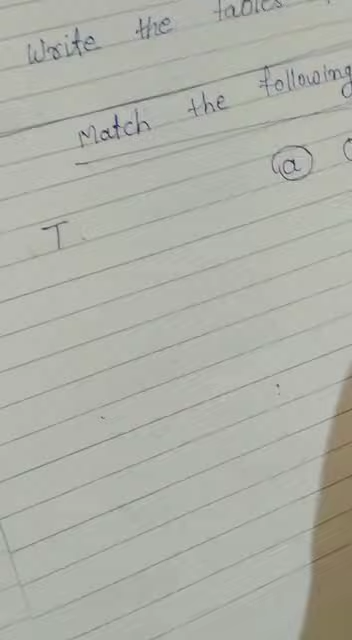 Write the tables
Match the following
(a) (
T.